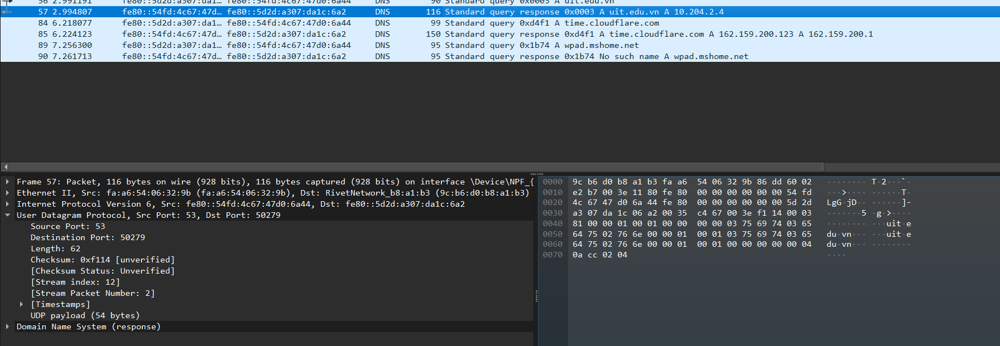 56 2.991191 fe80::5d2d:a307:da1… fe80::54fd:4c67:47d0:6a44 DNS 90 Standard query 0x0003 A uit.edu.vn
57 2.994807 fe80::54fd:4c67:47d… fe80::5d2d:a307:da1c:6a2 DNS 116 Standard query response 0x0003 A uit.edu.vn A 10.204.2.4
84 6.218077 fe80::5d2d:a307:da1… fe80::54fd:4c67:47d0:6a44 DNS 99 Standard query 0xd4f1 A time.cloudflare.com
85 6.224123 fe80::54fd:4c67:47d… fe80::5d2d:a307:da1c:6a2 DNS 150 Standard query response 0xd4f1 A time.cloudflare.com A 162.159.200.123 A 162.159.200.1
89 7.256300 fe80::5d2d:a307:da1… fe80::54fd:4c67:47d0:6a44 DNS 95 Standard query 0x1b74 A wpad.mshome.net
90 7.261713 fe80::54fd:4c67:47d… fe80::5d2d:a307:da1c:6a2 DNS 95 Standard query response 0x1b74 No such name A wpad.mshome.net
Frame 57: Packet, 116 bytes on wire (928 bits), 116 bytes captured (928 bits) on interface \Device\NPF_{
Ethernet II, Src: fa:a6:54:06:32:9b (fa:a6:54:06:32:9b), Dst: RivetNetwork_b8:a1:b3 (9c:b6:d0:b8:a1:b3)
Internet Protocol Version 6, Src: fe80::54fd:4c67:47d0:6a44, Dst: fe80::5d2d:a307:da1c:6a2
User Datagram Protocol, Src Port: 53, Dst Port: 50279
Source Port: 53
Destination Port: 50279
Length: 62
Checksum: 0xf114 [unverified]
[Checksum Status: Unverified]
[Stream index: 12]
[Stream Packet Number: 2]
[Timestamps]
UDP payload (54 bytes)
Domain Name System (response)
0000 9c b6 d0 b8 a1 b3 fa a6 54 06 32 9b 86 dd 60 02 ········ T·2···`·
0010 e2 b7 00 3e 11 80 fe 80 00 00 00 00 00 00 54 fd ···>···· ······T·
0020 4c 67 47 d0 6a 44 fe 80 00 00 00 00 00 00 5d 2d LgG·jD·· ······]-
0030 a3 07 da 1c 06 a2 00 35 c4 67 00 3e f1 14 00 03 ·······5 ·g·>····
0040 81 00 00 01 00 01 00 00 00 00 03 75 69 74 03 65 ········ ···uit·e
0050 64 75 02 76 6e 00 00 01 00 01 03 75 69 74 03 65 du·vn··· ···uit·e
0060 64 75 02 76 6e 00 00 01 00 01 00 00 00 00 00 04 du·vn··· ········
0070 0a cc 02 04 ····